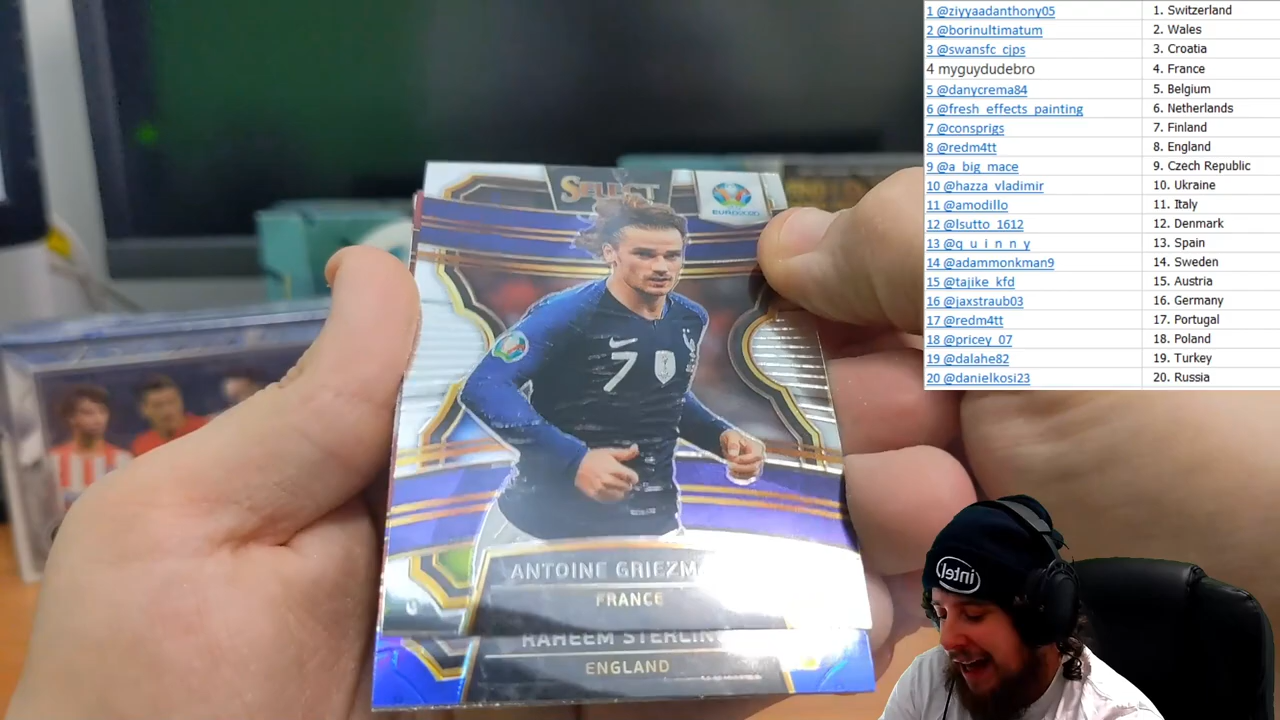 1 @ziyyaadanthony05 1. Switzerland
2 @borinultimatum 2. Wales
3 @swansfc_cjps 3. Croatia
4 myguydudebro 4. France
5 @danycrema84 5. Belgium
6 @fresh_effects_painting 6. Netherlands
7 @consprigs 7. Finland
8 @redm4tt 8. England
9 @a_big_mace 9. Czech Republic
10 @hazza_vladimir 10. Ukraine
11 @amodillo 11. Italy
12 @lsutto_1612 12. Denmark
13 @q_u_i_n_n_y 13. Spain
14 @adammonkman9 14. Sweden
15 @tajike_kfd 15. Austria
16 @jaxstraub03 16. Germany
17 @redm4tt 17. Portugal
18 @pricey_07 18. Poland
19 @dalahe82 19. Turkey
20 @danielkosi23 20. Russia
SELECT
EURO2020
7
ANTOINE GRIEZM
FRANCE
RAHEEM STERLIN
ENGLAND
intel